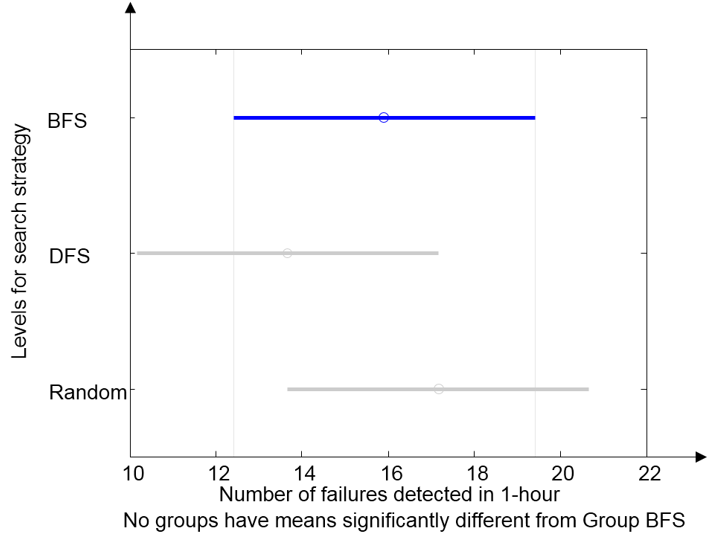 Levels for search strategy
BFS
DFS
Random
10 12 14 16 18 20 22
Number of failures detected in 1-hour
No groups have means significantly different from Group BFS